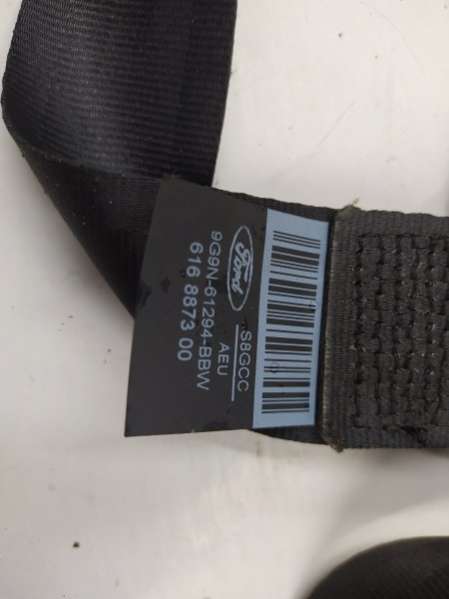 Ford
S8GCC
AEU
9G9N-61294-BBW
616 8873 00